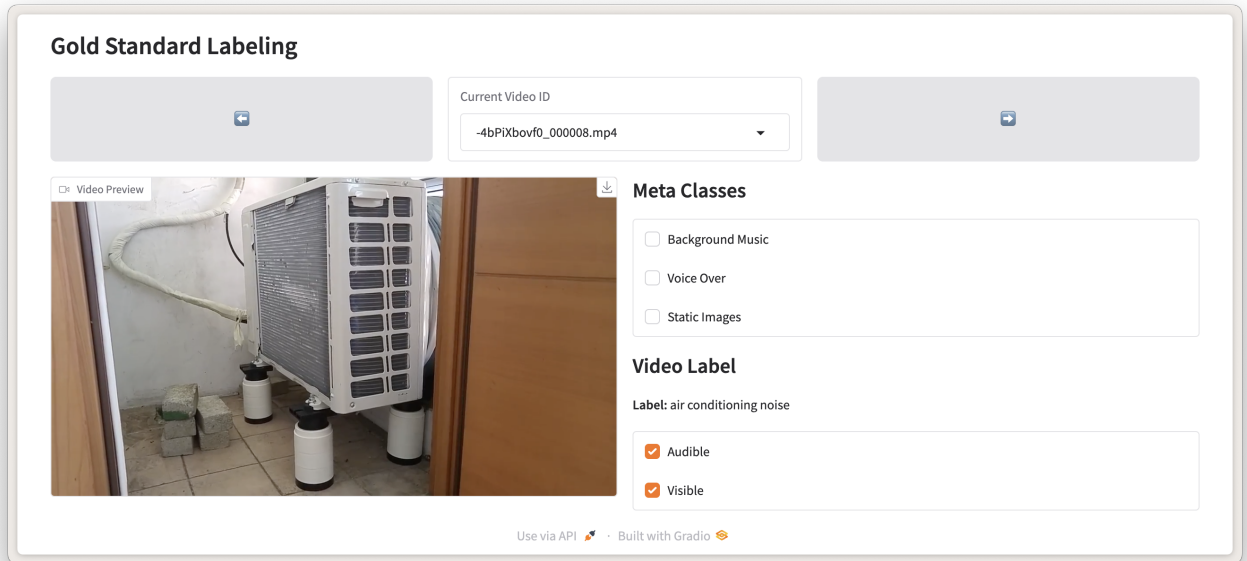 Gold Standard Labeling
Current Video ID
-4bPiXbovf0_000008.mp4
Video Preview
Meta Classes
Background Music
Voice Over
Static Images
Video Label
Label: air conditioning noise
Audible
Visible
Use via API · Built with Gradio